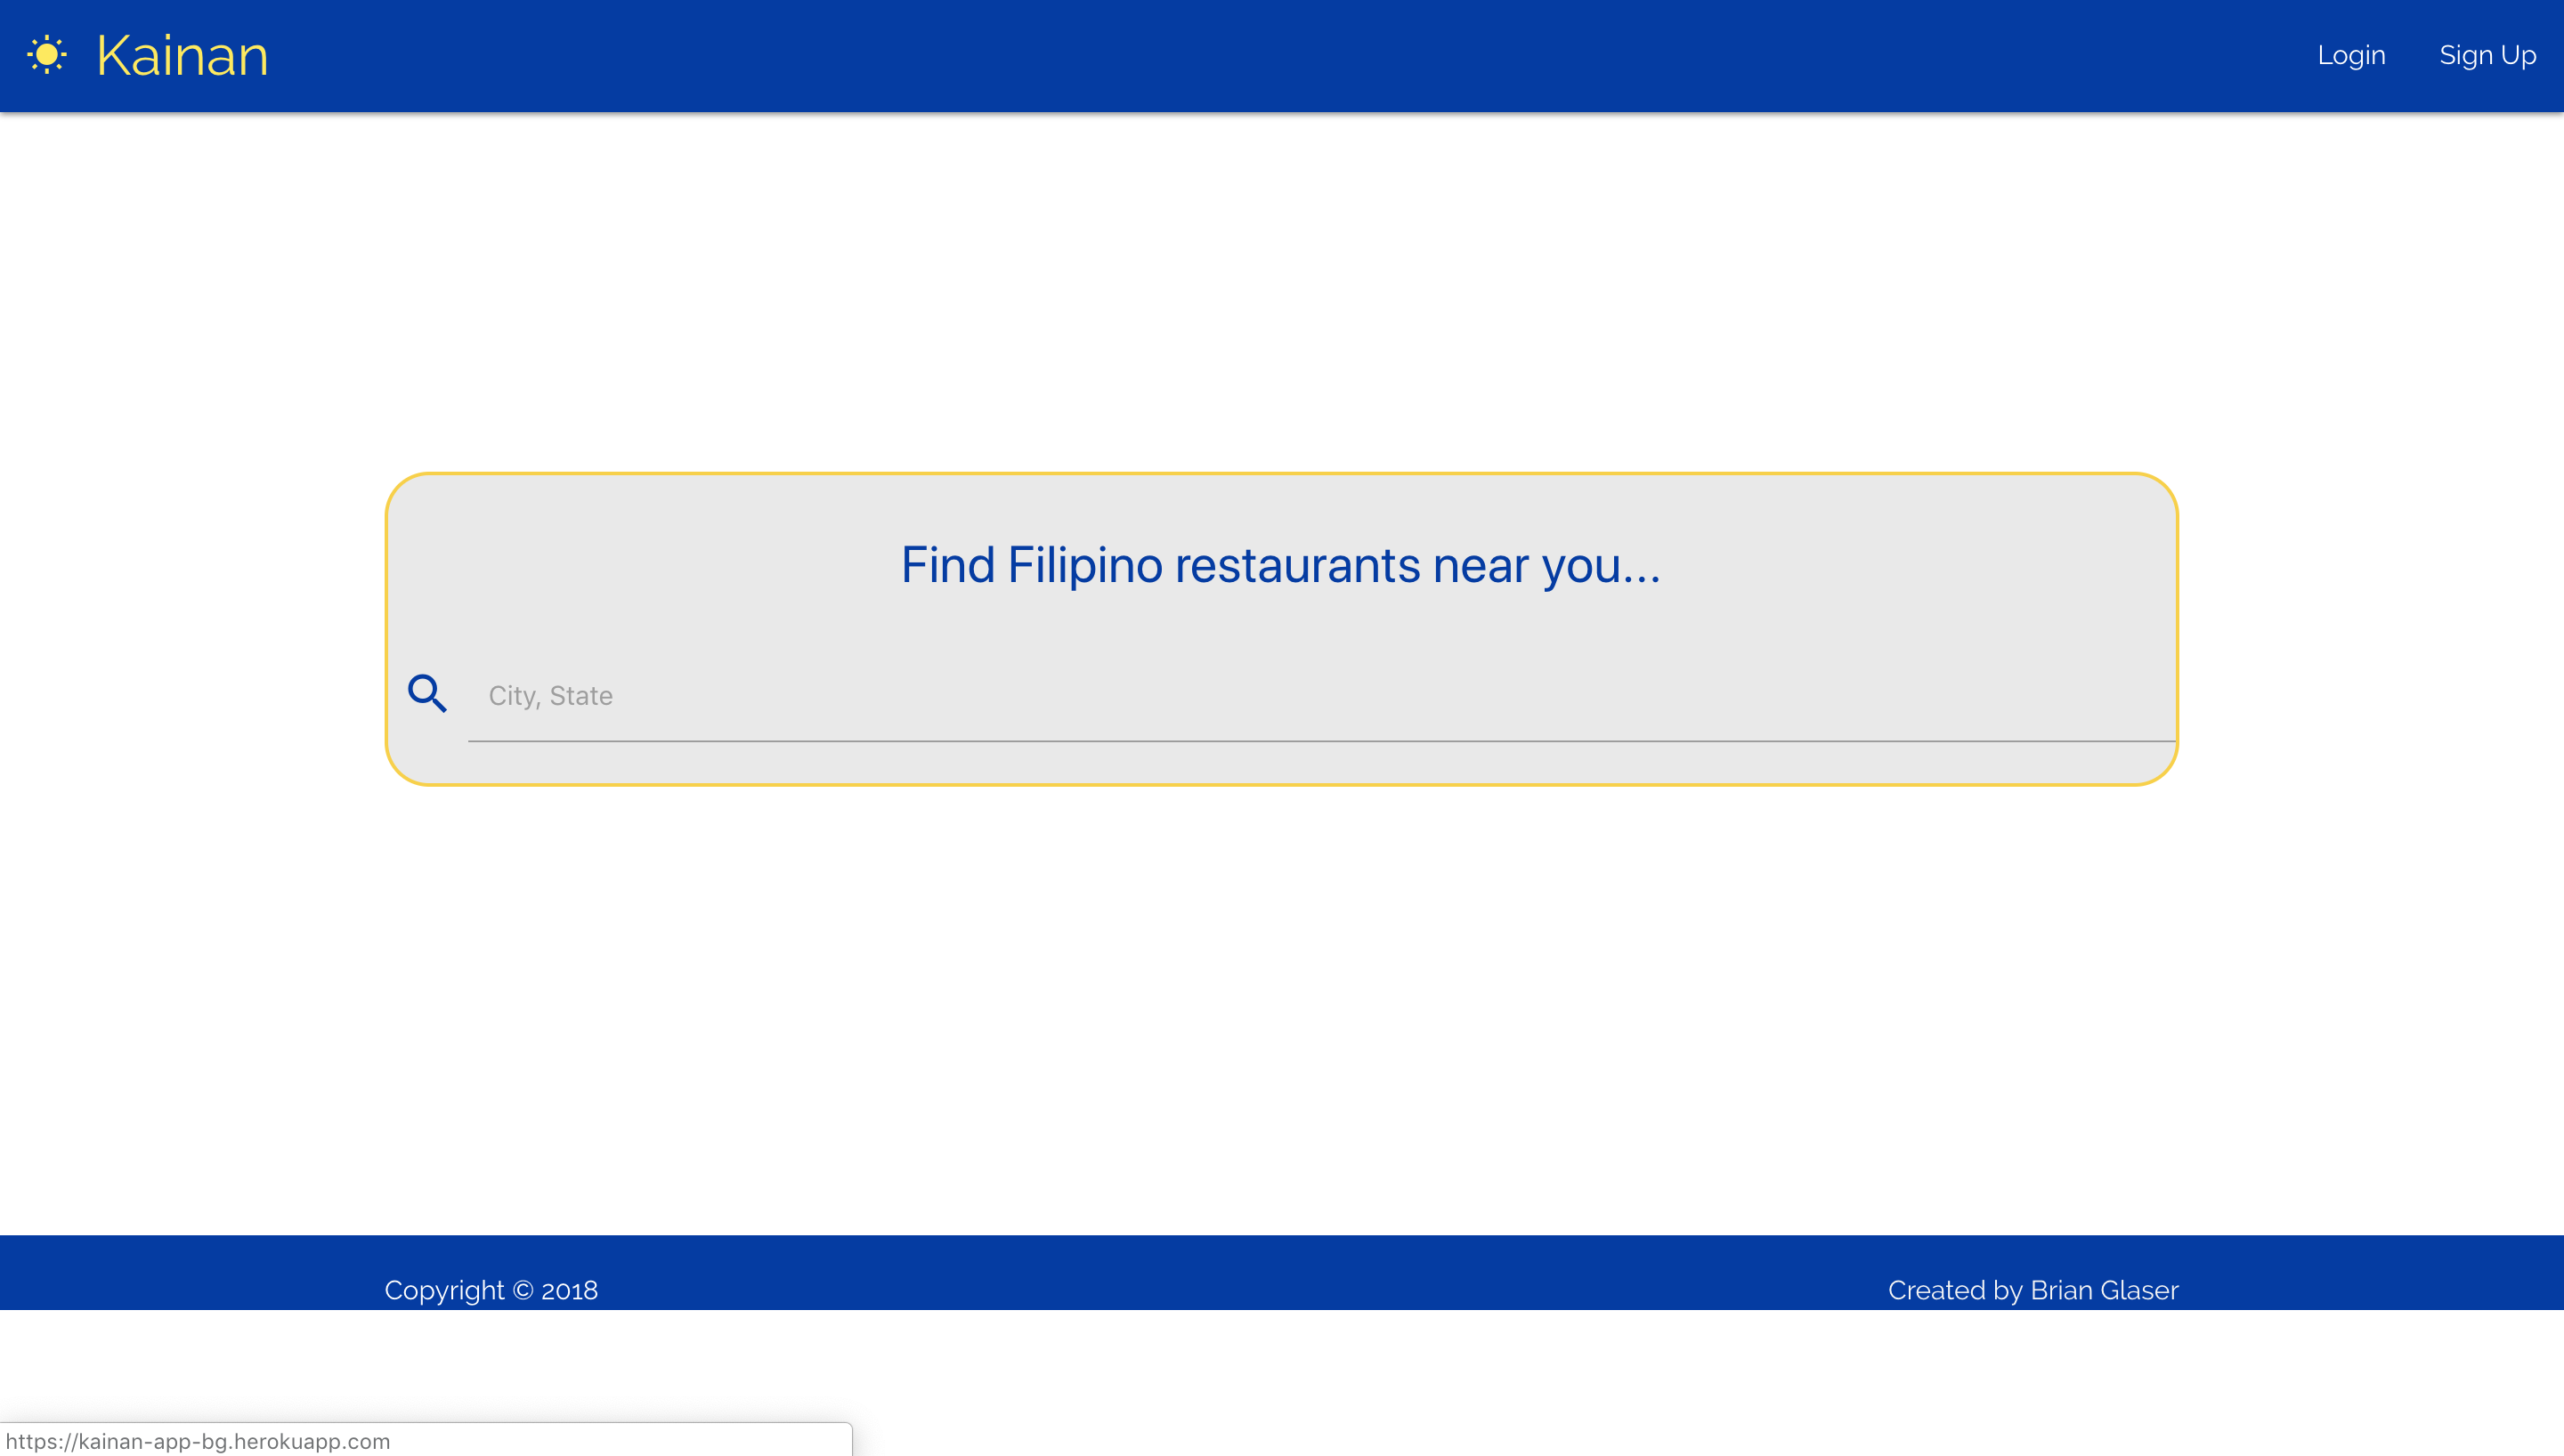 Kainan
Login
Sign Up
Find Filipino restaurants near you...
City, State
Copyright © 2018
Created by Brian Glaser
https://kainan-app-bg.herokuapp.com